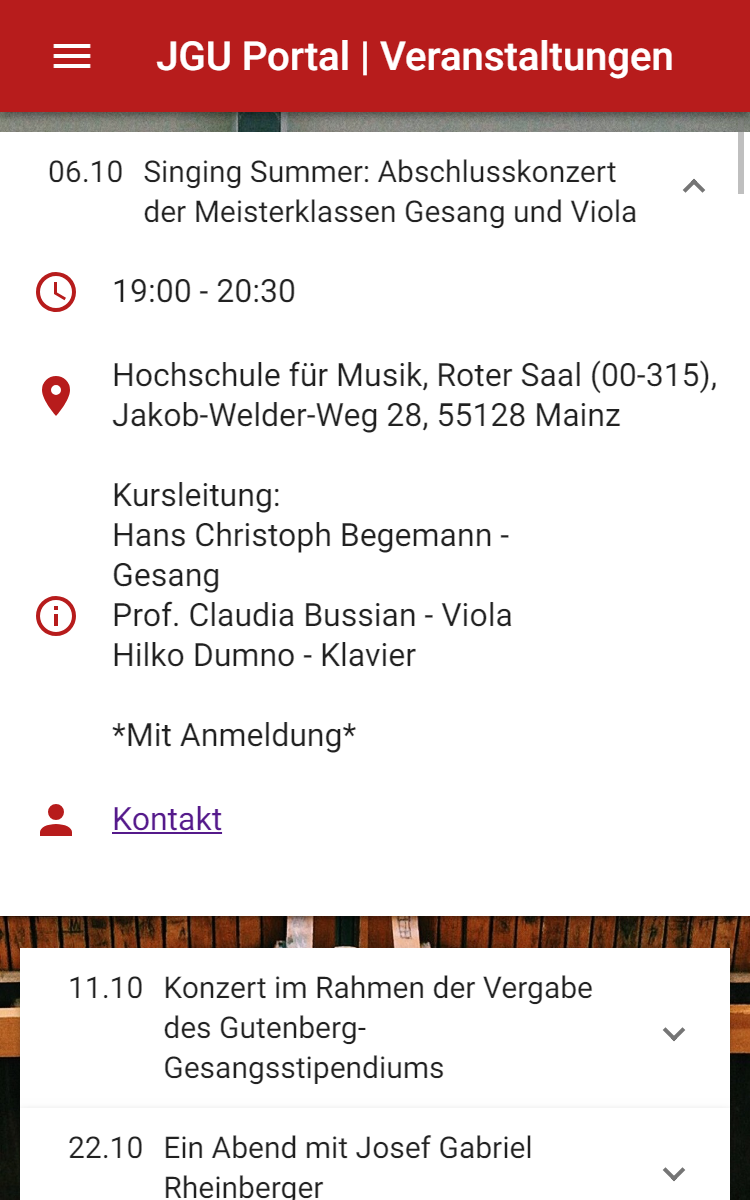 JGU Portal | Veranstaltungen
06.10 Singing Summer: Abschlusskonzert
der Meisterklassen Gesang und Viola
19:00 - 20:30
Hochschule für Musik, Roter Saal (00-315),
Jakob-Welder-Weg 28, 55128 Mainz
Kursleitung:
Hans Christoph Begemann -
Gesang
Prof. Claudia Bussian - Viola
Hilko Dumno - Klavier
*Mit Anmeldung*
Kontakt
11.10 Konzert im Rahmen der Vergabe
des Gutenberg-
Gesangsstipendiums
22.10 Ein Abend mit Josef Gabriel
Rheinberger